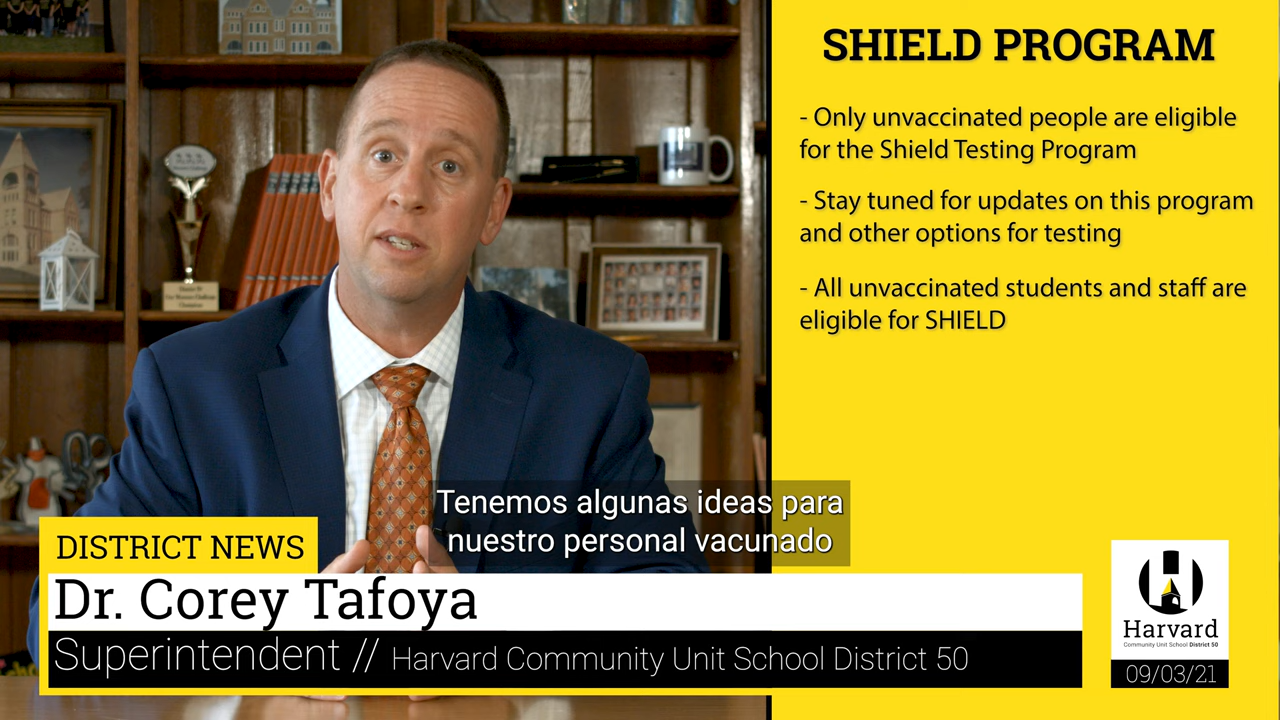 SHIELD PROGRAM
- Only unvaccinated people are eligible
for the Shield Testing Program
- Stay tuned for updates on this program
and other options for testing
- All unvaccinated students and staff are
eligible for SHIELD
Tenemos algunas ideas para
nuestro personal vacunado
DISTRICT NEWS
Dr. Corey Tafoya
Superintendent // Harvard Community Unit School District 50
Harvard
Community Unit School District 50
09/03/21